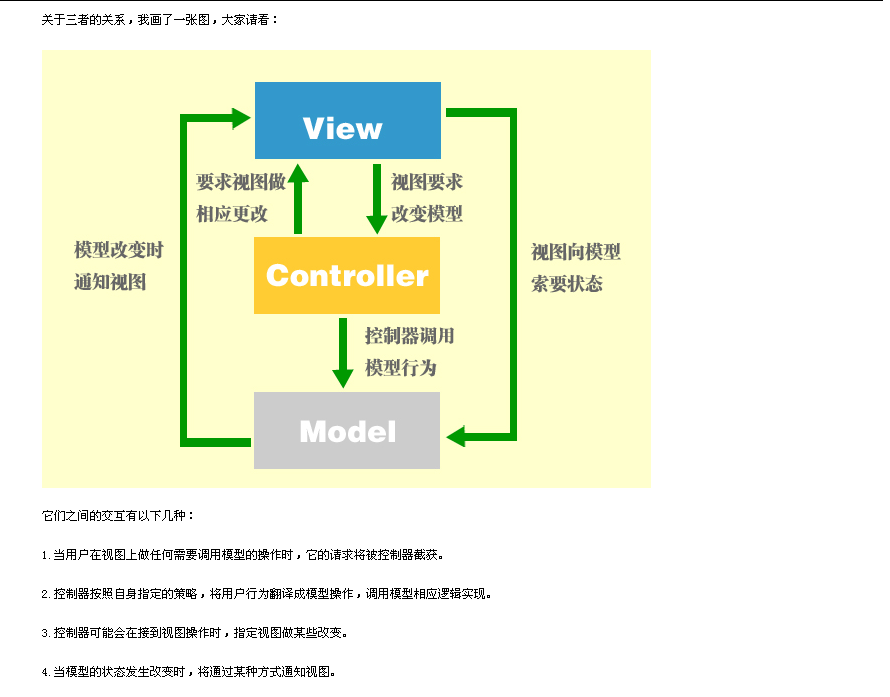 关于三者的关系，我画了一张图，大家请看：
View
要求视图做
相应更改
视图要求
改变模型
模型改变时
通知视图
Controller
视图向模型
索要状态
控制器调用
模型行为
Model
它们之间的交互有以下几种：
1.当用户在视图上做任何需要调用模型的操作时，它的请求将被控制器截获。
2.控制器按照自身指定的策略，将用户行为翻译成模型操作，调用模型相应逻辑实现。
3.控制器可能会在接到视图操作时，指定视图做某些改变。
4.当模型的状态发生改变时，将通过某种方式通知视图。